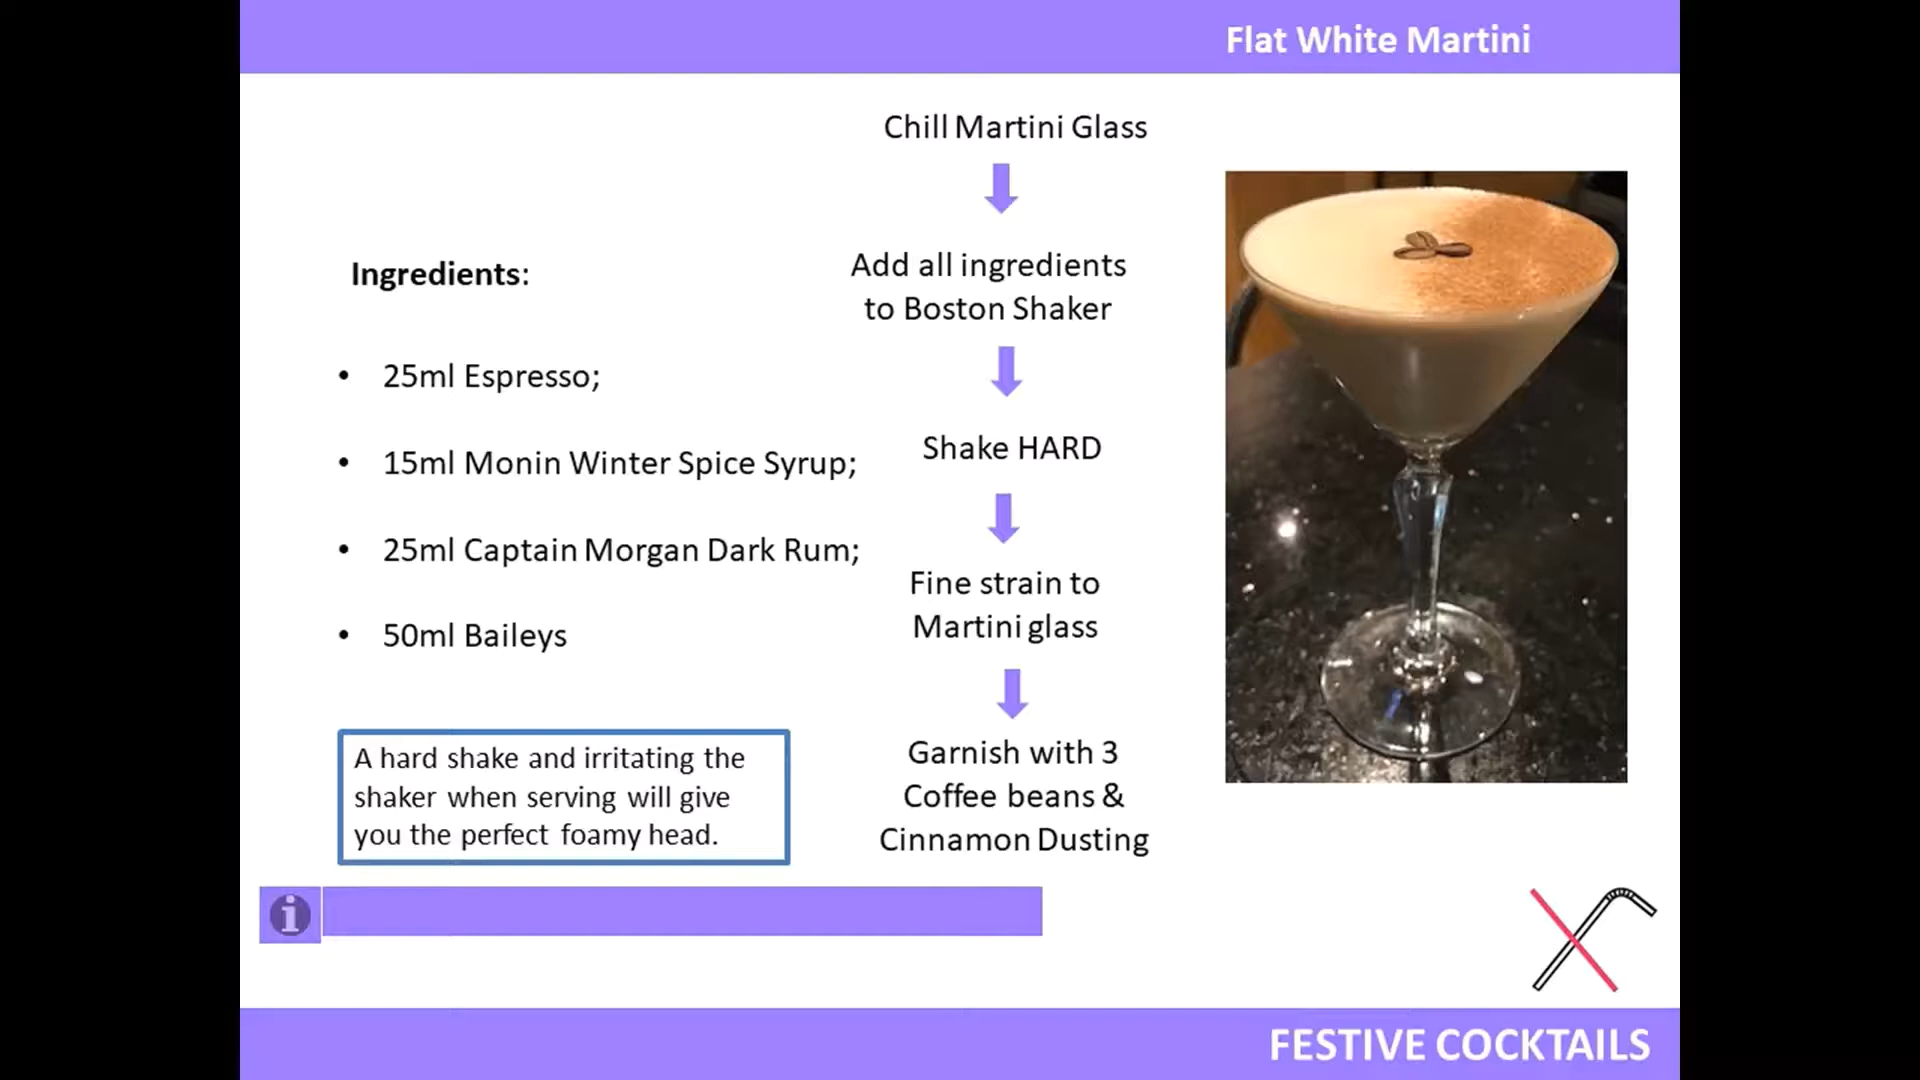 Flat White Martini
Ingredients:
• 25ml Espresso;
• 15ml Monin Winter Spice Syrup;
• 25ml Captain Morgan Dark Rum;
• 50ml Baileys
A hard shake and irritating the
shaker when serving will give
you the perfect foamy head.
Chill Martini Glass
Add all ingredients
to Boston Shaker
Shake HARD
Fine strain to
Martini glass
Garnish with 3
Coffee beans &
Cinnamon Dusting
i
FESTIVE COCKTAILS